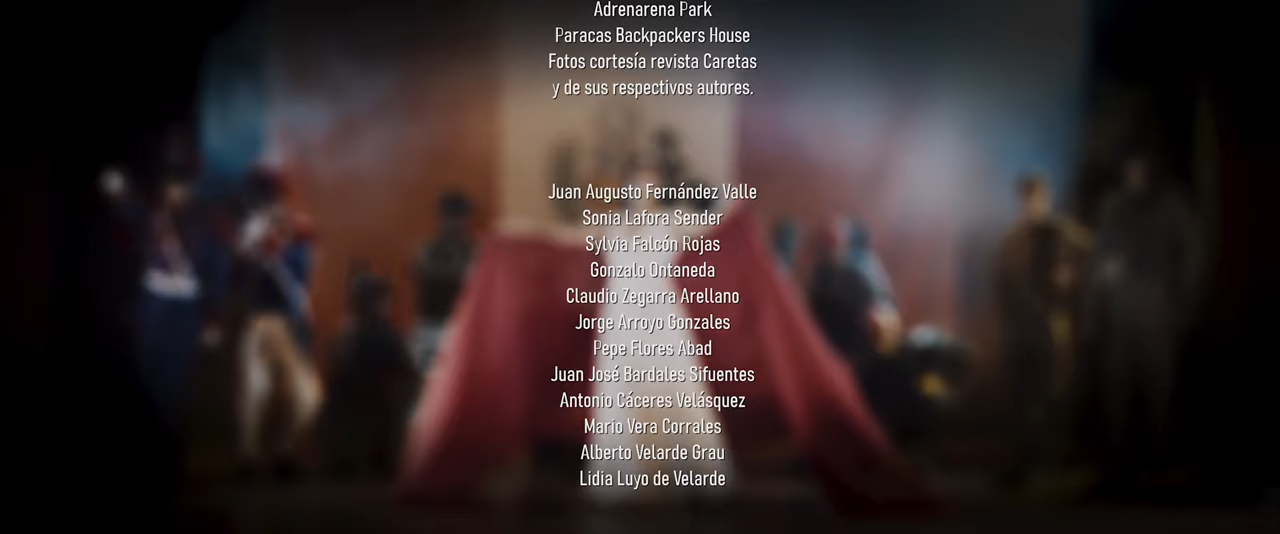 Adrenarena Park
Paracas Backpackers House
Fotos cortesía revista Caretas
y de sus respectivos autores.
Juan Augusto Fernández Valle
Sonia Lafora Sender
Sylvia Falcón Rojas
Gonzalo Ontaneda
Claudio Zegarra Arellano
Jorge Arroyo Gonzales
Pepe Flores Abad
Juan José Bardales Sifuentes
Antonio Cáceres Velásquez
Mario Vera Corrales
Alberto Velarde Grau
Lidia Luyo de Velarde